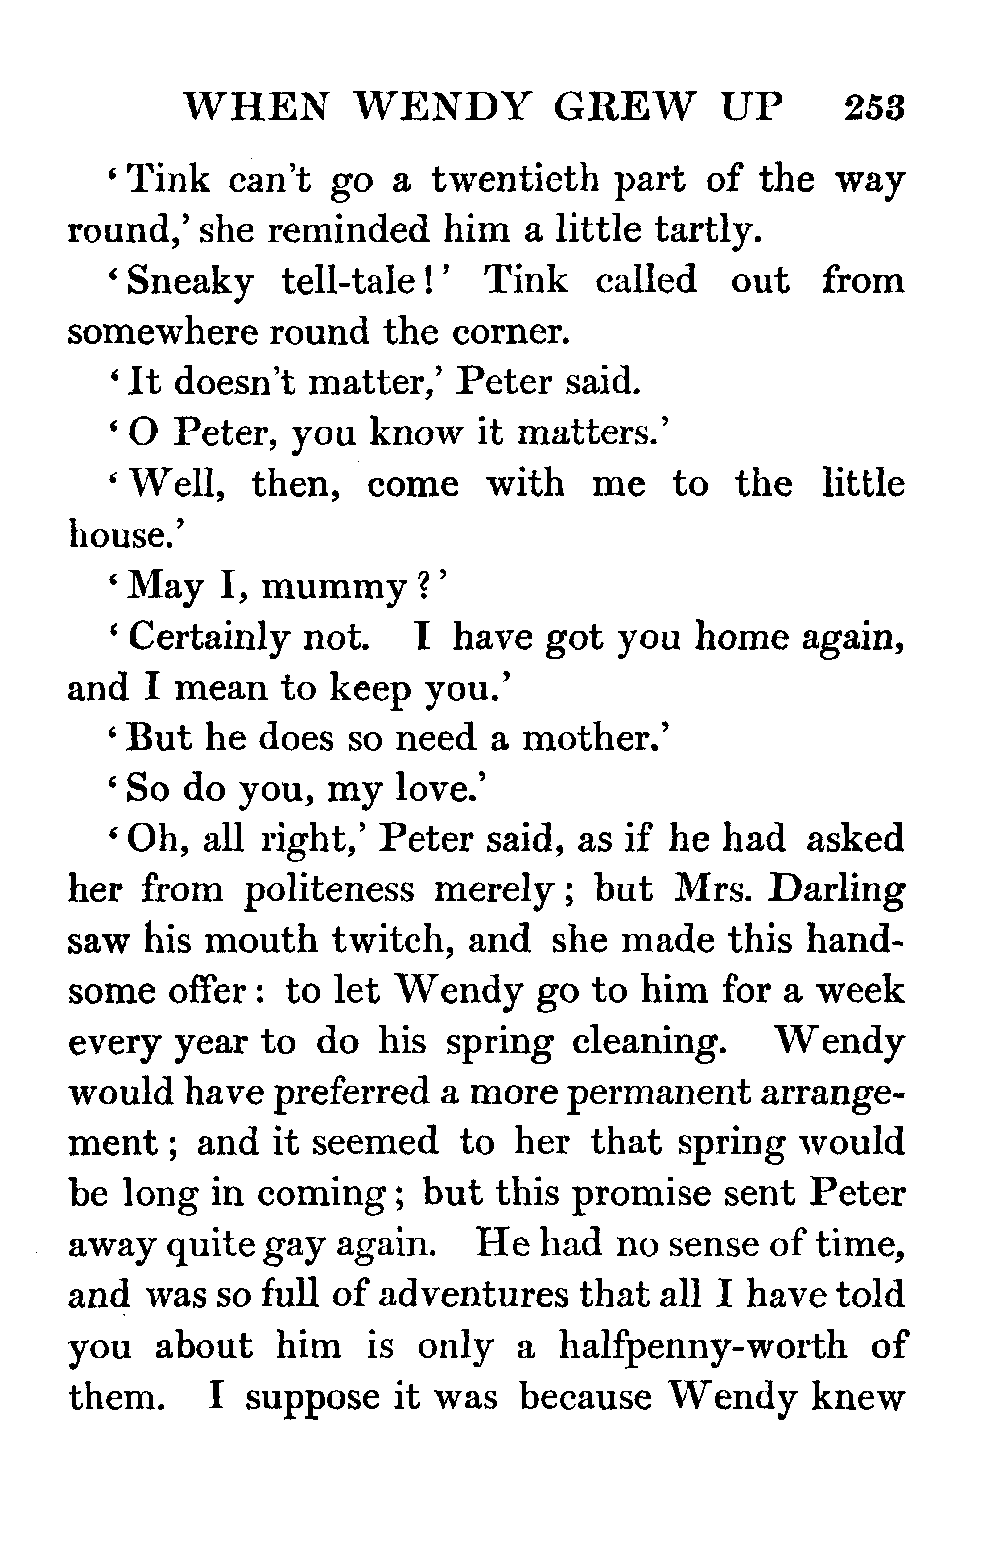 WHEN WENDY GREW UP 253
‘Tink can’t go a twentieth part of the way
round,’ she reminded him a little tartly.
‘Sneaky tell-tale!’ Tink called out from
somewhere round the corner.
‘It doesn’t matter,’ Peter said.
‘O Peter, you know it matters.’
‘Well, then, come with me to the little
house.’
‘May I, mummy?’
‘Certainly not. I have got you home again,
and I mean to keep you.’
‘But he does so need a mother.’
‘So do you, my love.’
‘Oh, all right,’ Peter said, as if he had asked
her from politeness merely; but Mrs. Darling
saw his mouth twitch, and she made this hand-
some offer: to let Wendy go to him for a week
every year to do his spring cleaning. Wendy
would have preferred a more permanent arrange-
ment; and it seemed to her that spring would
be long in coming; but this promise sent Peter
away quite gay again. He had no sense of time,
and was so full of adventures that all I have told
you about him is only a halfpenny-worth of
them. I suppose it was because Wendy knew